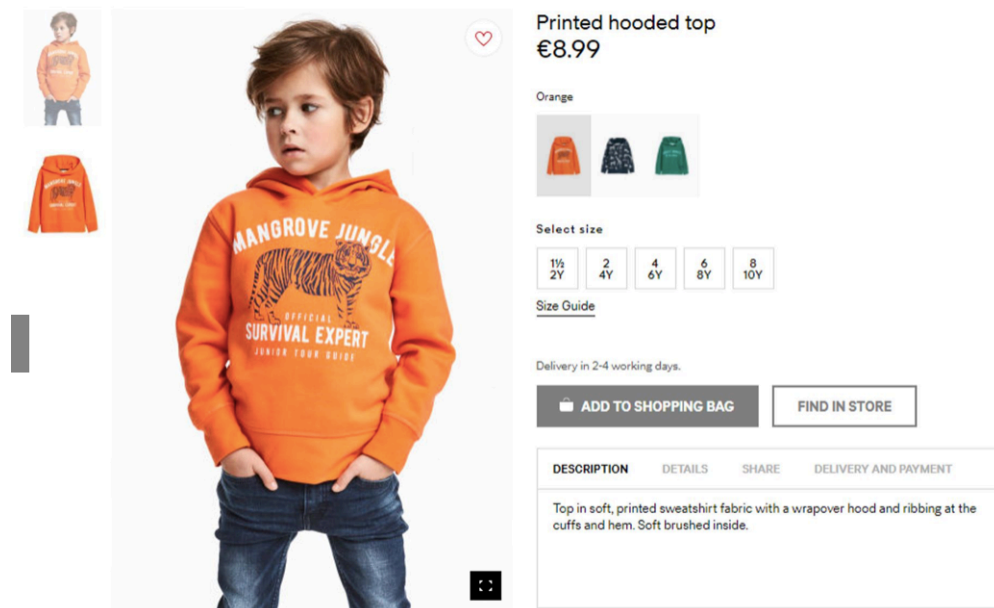 Printed hooded top
€8.99
Orange
MANGROVE JUNGLE
OFFICIAL
SURVIVAL EXPERT
JUNIOR TOUR GUIDE
Select size
1½
2Y
2
4Y
4
6Y
6
8Y
8
10Y
Size Guide
Delivery in 2-4 working days.
ADD TO SHOPPING BAG
FIND IN STORE
DESCRIPTION DETAILS SHARE DELIVERY AND PAYMENT
Top in soft, printed sweatshirt fabric with a wrapover hood and ribbing at the
cuffs and hem. Soft brushed inside.